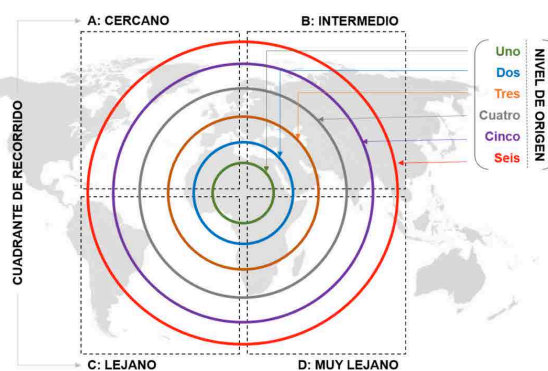 A: CERCANO
B: INTERMEDIO
Uno
Dos
Tres
Cuatro
Cinco
Seis
NIVEL DE ORIGEN
CUADRANTE DE RECORRIDO
C: LEJANO
D: MUY LEJANO